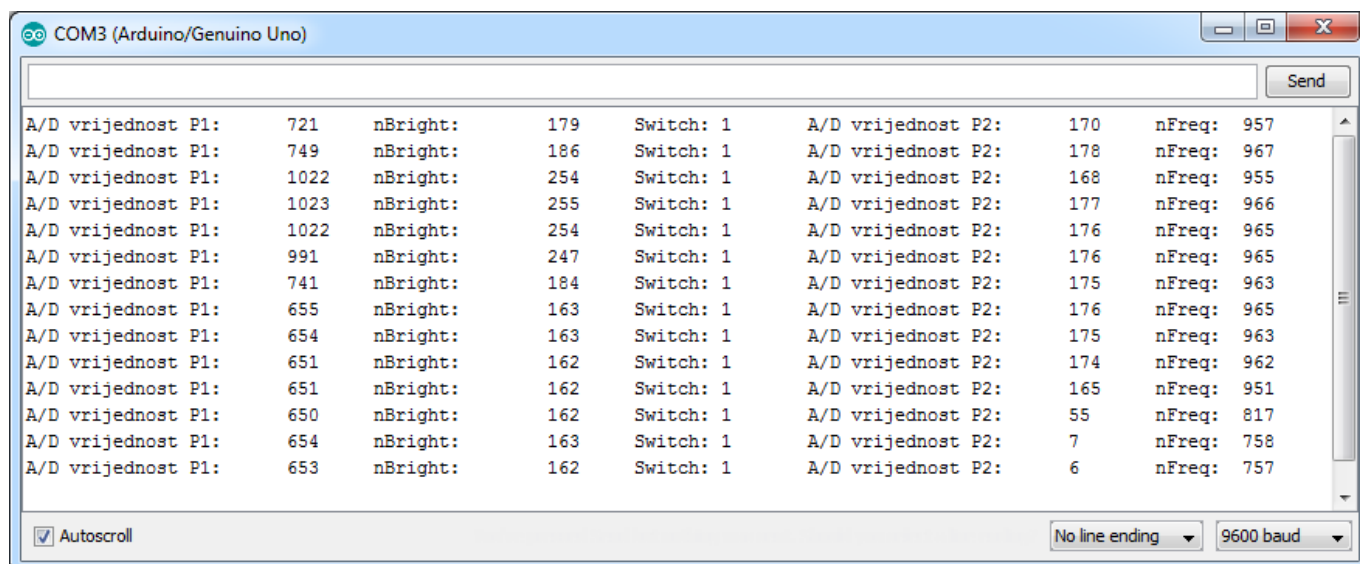 COM3 (Arduino/Genuino Uno)
Send
A/D vrijednost P1: 721 nBright: 179 Switch: 1 A/D vrijednost P2: 170 nFreq: 957
A/D vrijednost P1: 749 nBright: 186 Switch: 1 A/D vrijednost P2: 178 nFreq: 967
A/D vrijednost P1: 1022 nBright: 254 Switch: 1 A/D vrijednost P2: 168 nFreq: 955
A/D vrijednost P1: 1023 nBright: 255 Switch: 1 A/D vrijednost P2: 177 nFreq: 966
A/D vrijednost P1: 1022 nBright: 254 Switch: 1 A/D vrijednost P2: 176 nFreq: 965
A/D vrijednost P1: 991 nBright: 247 Switch: 1 A/D vrijednost P2: 176 nFreq: 965
A/D vrijednost P1: 741 nBright: 184 Switch: 1 A/D vrijednost P2: 175 nFreq: 963
A/D vrijednost P1: 655 nBright: 163 Switch: 1 A/D vrijednost P2: 176 nFreq: 965
A/D vrijednost P1: 654 nBright: 163 Switch: 1 A/D vrijednost P2: 175 nFreq: 963
A/D vrijednost P1: 651 nBright: 162 Switch: 1 A/D vrijednost P2: 174 nFreq: 962
A/D vrijednost P1: 651 nBright: 162 Switch: 1 A/D vrijednost P2: 165 nFreq: 951
A/D vrijednost P1: 650 nBright: 162 Switch: 1 A/D vrijednost P2: 55 nFreq: 817
A/D vrijednost P1: 654 nBright: 163 Switch: 1 A/D vrijednost P2: 7 nFreq: 758
A/D vrijednost P1: 653 nBright: 162 Switch: 1 A/D vrijednost P2: 6 nFreq: 757
Autoscroll No line ending 9600 baud